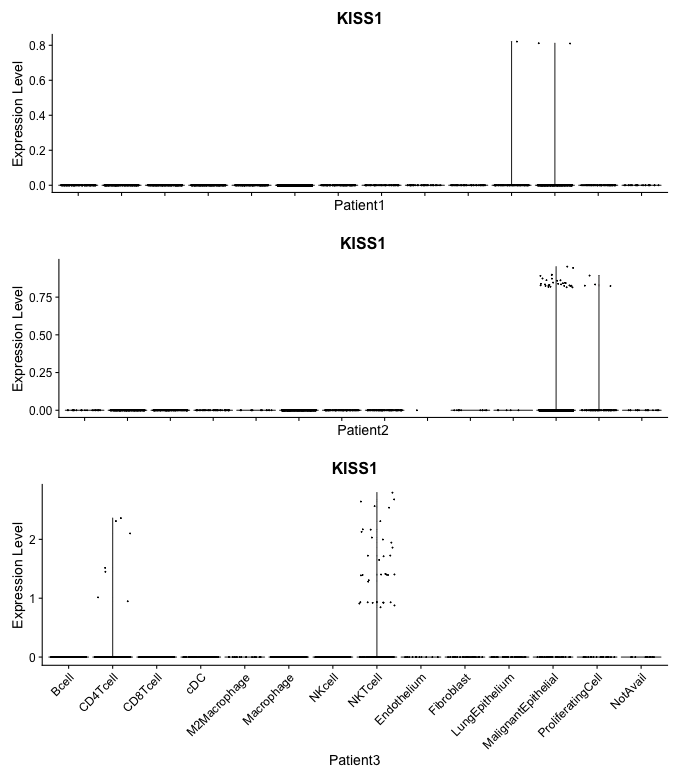 KISS1
Expression Level
0.8
0.6
0.4
0.2
0.0
Patient1
KISS1
Expression Level
0.75
0.50
0.25
0.00
Patient2
KISS1
Expression Level
2
1
0
Bcell
CD4Tcell
CD8Tcell
cDC
M2Macrophage
Macrophage
NKcell
NKTcell
Endothelium
Fibroblast
LungEpithelium
MalignantEpithelial
ProliferatingCell
NotAvail
Patient3